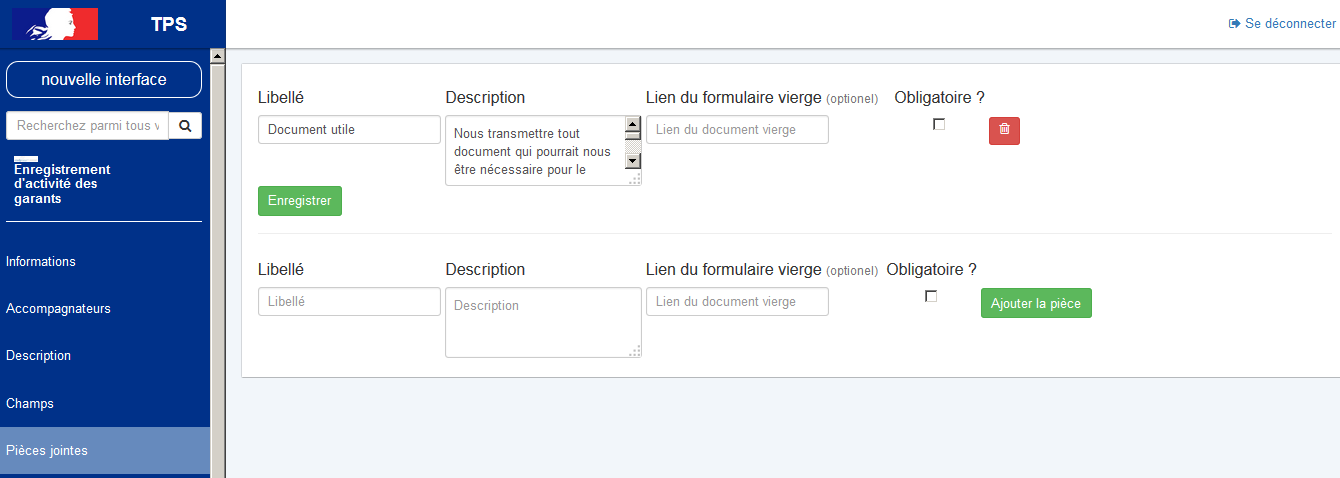 TPS
Se déconnecter
nouvelle interface
Recherchez parmi tous v
Enregistrement
d'activité des
garants
Informations
Accompagnateurs
Description
Champs
Pièces jointes
Libellé Description Lien du formulaire vierge (optionel) Obligatoire ?
Document utile
Nous transmettre tout
document qui pourrait nous
être nécessaire pour le
Lien du document vierge
Enregistrer
Libellé Description Lien du formulaire vierge (optionel) Obligatoire ?
Libellé Description Lien du document vierge Ajouter la pièce